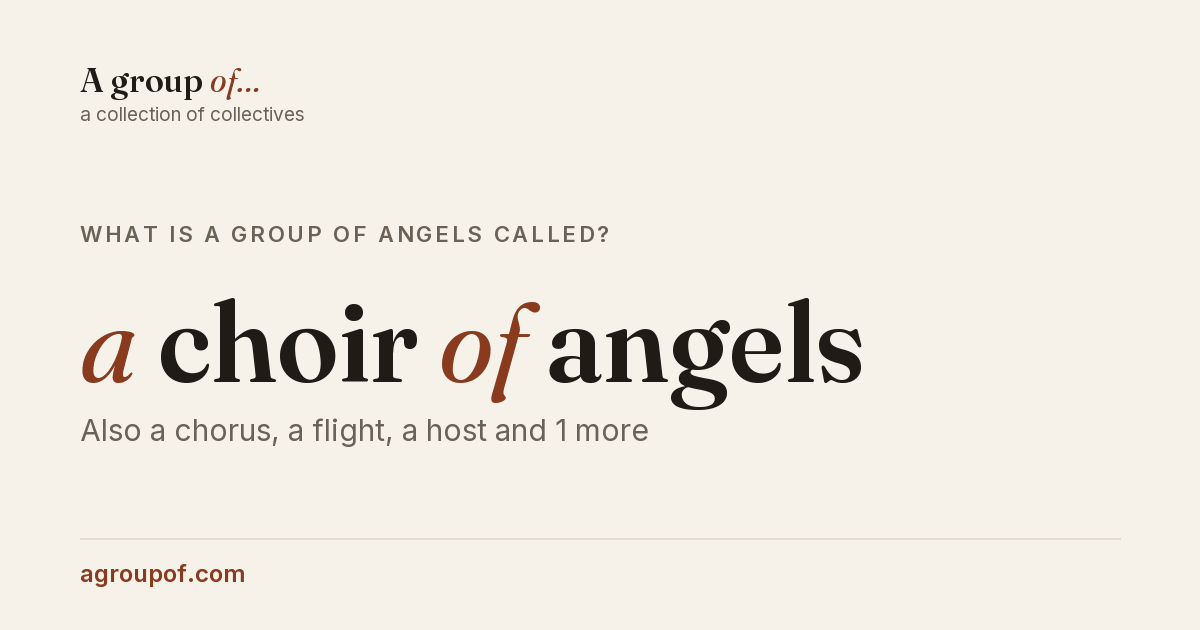 A group of...
a collection of collectives
WHAT IS A GROUP OF ANGELS CALLED?
a choir of angels
Also a chorus, a flight, a host and 1 more
agroupof.com